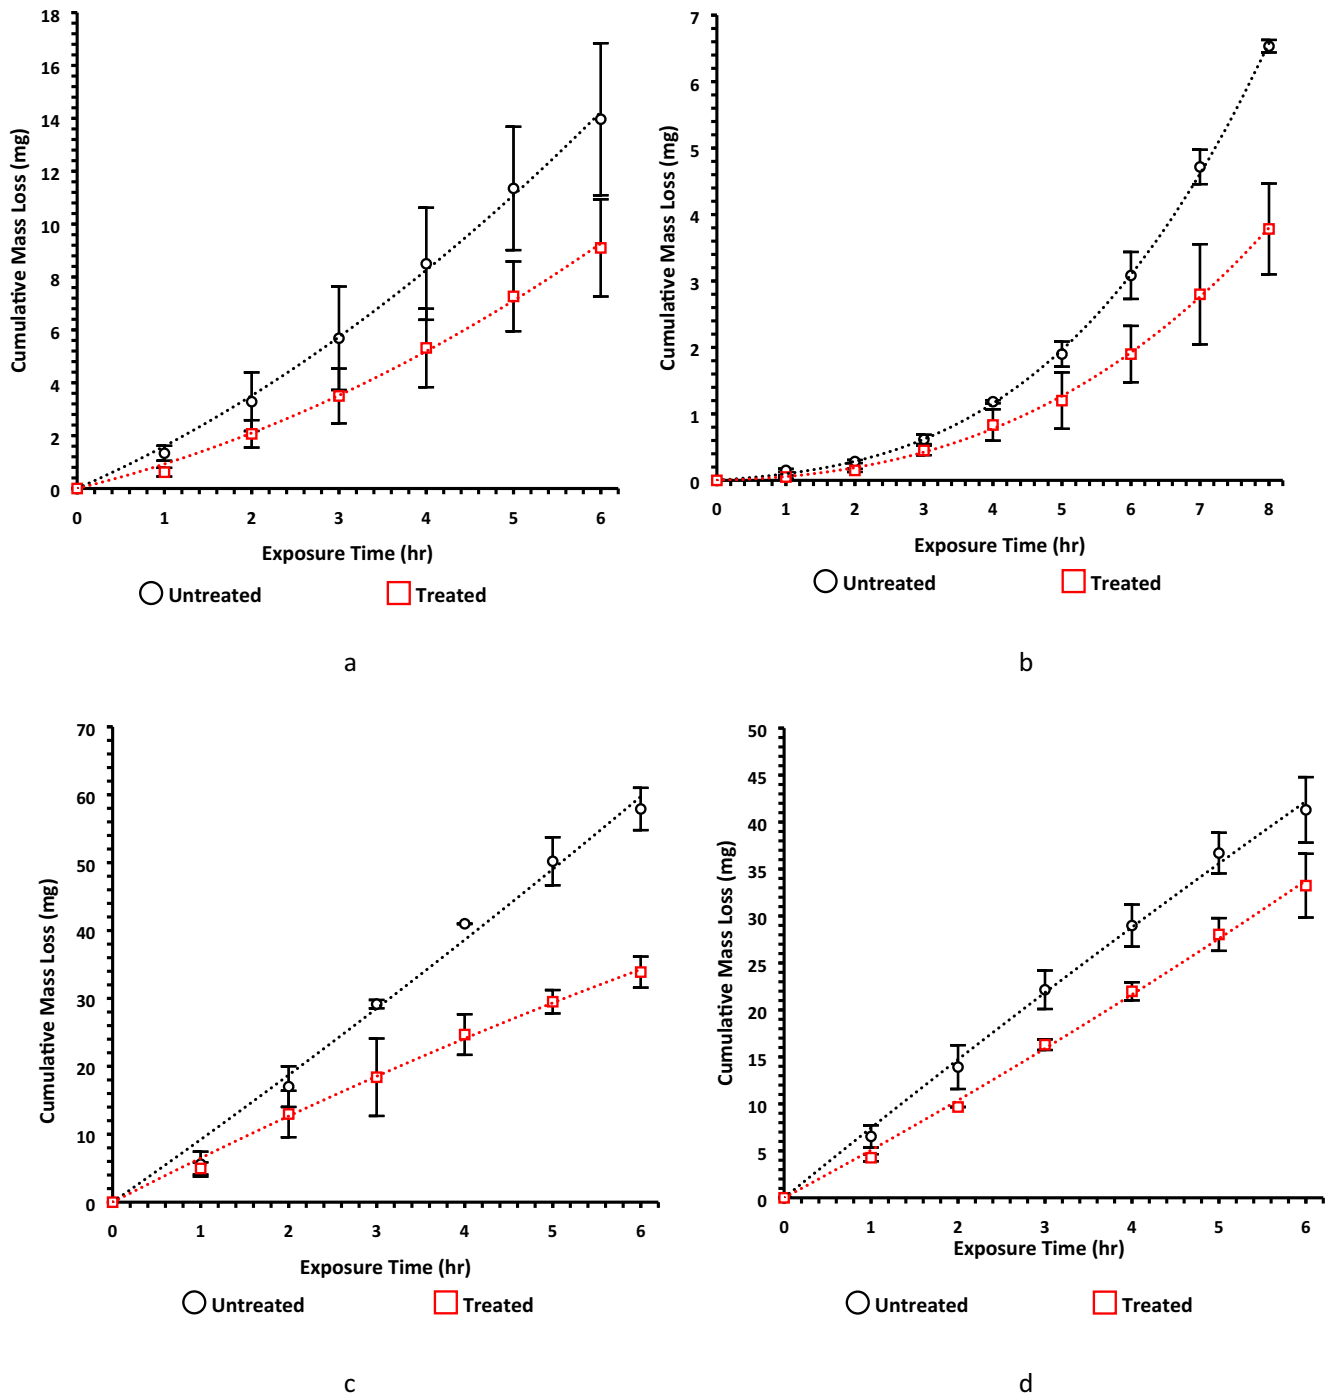 18
16
14
12
10
8
6
4
2
0
Cumulative Mass Loss (mg)
0 1 2 3 4 5 6
Exposure Time (hr)
Untreated Treated
a
7
6
5
4
3
2
1
0
Cumulative Mass Loss (mg)
0 1 2 3 4 5 6 7 8
Exposure Time (hr)
Untreated Treated
b
70
60
50
40
30
20
10
0
Cumulative Mass Loss (mg)
0 1 2 3 4 5 6
Exposure Time (hr)
Untreated Treated
c
50
45
40
35
30
25
20
15
10
5
0
Cumulative Mass Loss (mg)
0 1 2 3 4 5 6
Exposure Time (hr)
Untreated Treated
d